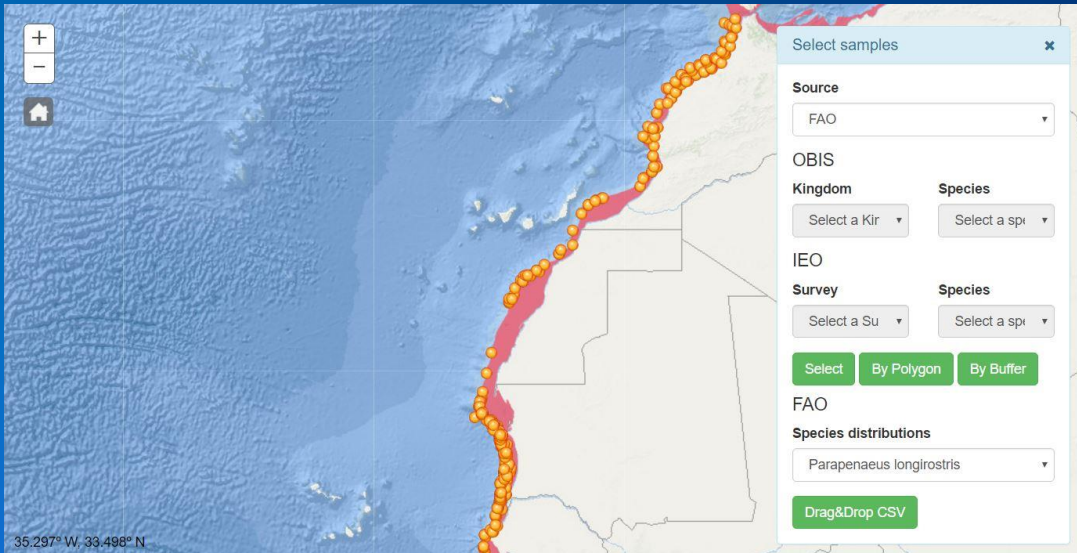 +
−
Select samples ×
Source
FAO
OBIS
Kingdom Species
Select a Kir Select a spe
IEO
Survey Species
Select a Su Select a spe
Select By Polygon By Buffer
FAO
Species distributions
Parapenaeus longirostris
Drag&Drop CSV
35.297° W, 33.498° N